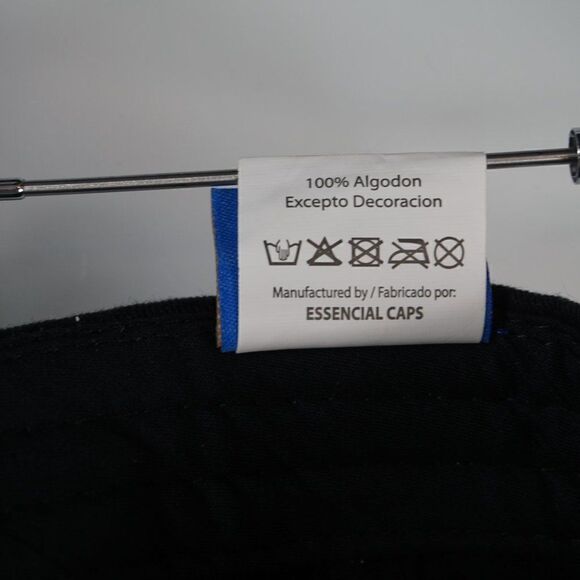 100% Algodon
Excepto Decoracion
Manufactured by / Fabricado por:
ESSENCIAL CAPS